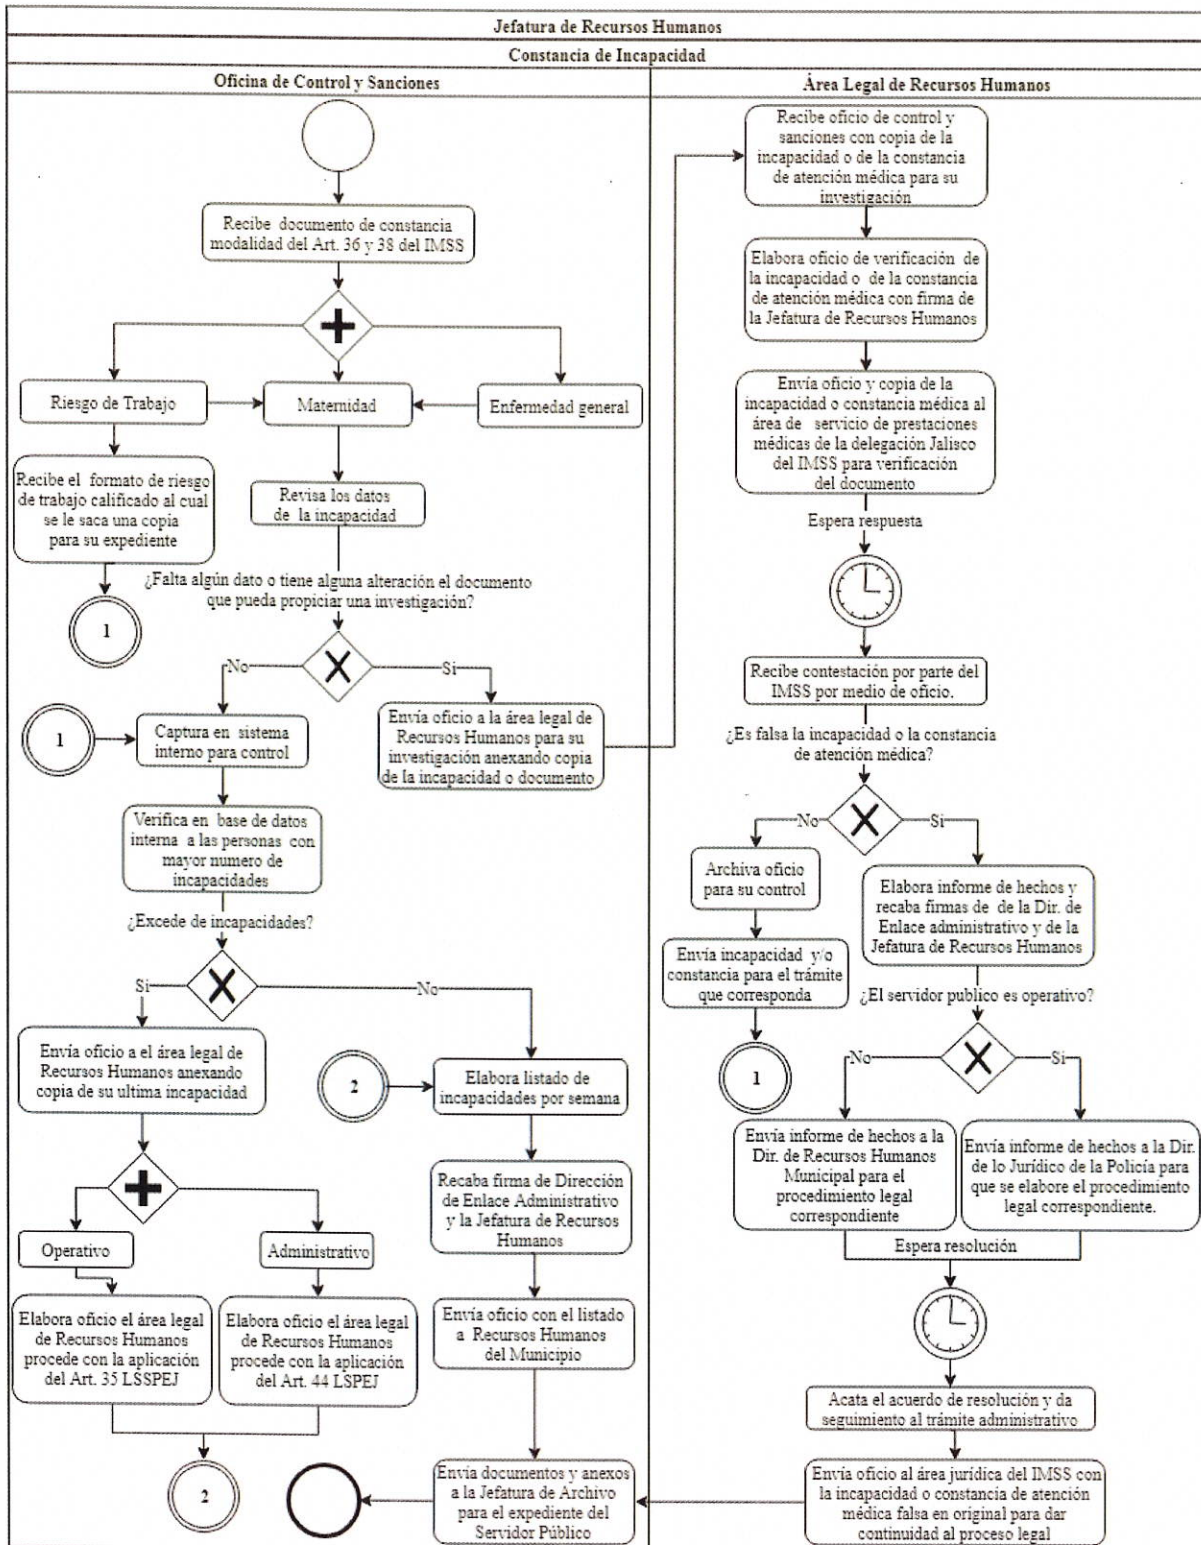 Jefatura de Recursos Humanos
Constancia de Incapacidad
Oficina de Control y Sanciones
Área Legal de Recursos Humanos
Recibe documento de constancia
modalidad del Art. 36 y 38 del IMSS
Riesgo de Trabajo
Maternidad
Enfermedad general
Recibe el formato de riesgo
de trabajo calificado al cual
se le saca una copia
para su expediente
1
Revisa los datos
de la incapacidad
¿Falta algún dato o tiene alguna alteración el documento
que pueda propiciar una investigación?
No
Si
1
Captura en sistema
interno para control
Envía oficio a la área legal de
Recursos Humanos para su
investigación anexando copia
de la incapacidad o documento
Verifica en base de datos
interna a las personas con
mayor numero de
incapacidades
¿Excede de incapacidades?
Si
No
Envía oficio a el área legal de
Recursos Humanos anexando
copia de su ultima incapacidad
2
Elabora listado de
incapacidades por semana
Operativo
Administrativo
Recaba firma de Dirección
de Enlace Administrativo
y la Jefatura de Recursos
Humanos
Elabora oficio el área legal
de Recursos Humanos
procede con la aplicación
del Art. 35 LSSPEJ
Elabora oficio el área legal
de Recursos Humanos
procede con la aplicación
del Art. 44 LSPEJ
Envía oficio con el listado
a Recursos Humanos
del Municipio
2
Envía documentos y anexos
a la Jefatura de Archivo
para el expediente del
Servidor Público
Recibe oficio de control y
sanciones con copia de la
incapacidad o de la constancia
de atención médica para su
investigación
Elabora oficio de verificación de
la incapacidad o de la constancia
de atención médica con firma de
la Jefatura de Recursos Humanos
Envía oficio y copia de la
incapacidad o constancia médica al
área de servicio de prestaciones
médicas de la delegación Jalisco
del IMSS para verificación
del documento
Espera respuesta
Recibe contestación por parte del
IMSS por medio de oficio.
¿Es falsa la incapacidad o la constancia
de atención médica?
No
Si
Archiva oficio
para su control
Elabora informe de hechos y
recaba firmas de de la Dir. de
Enlace administrativo y de la
Jefatura de Recursos Humanos
Envía incapacidad y/o
constancia para el trámite
que corresponda
1
¿El servidor publico es operativo?
No
Si
Envía informe de hechos a la
Dir. de Recursos Humanos
Municipal para el
procedimiento legal
correspondiente
Envía informe de hechos a la Dir.
de lo Jurídico de la Policía para
que se elabore el procedimiento
legal correspondiente.
Espera resolución
Acata el acuerdo de resolución y da
seguimiento al trámite administrativo
Envía oficio al área jurídica del IMSS con
la incapacidad o constancia de atención
médica falsa en original para dar
continuidad al proceso legal